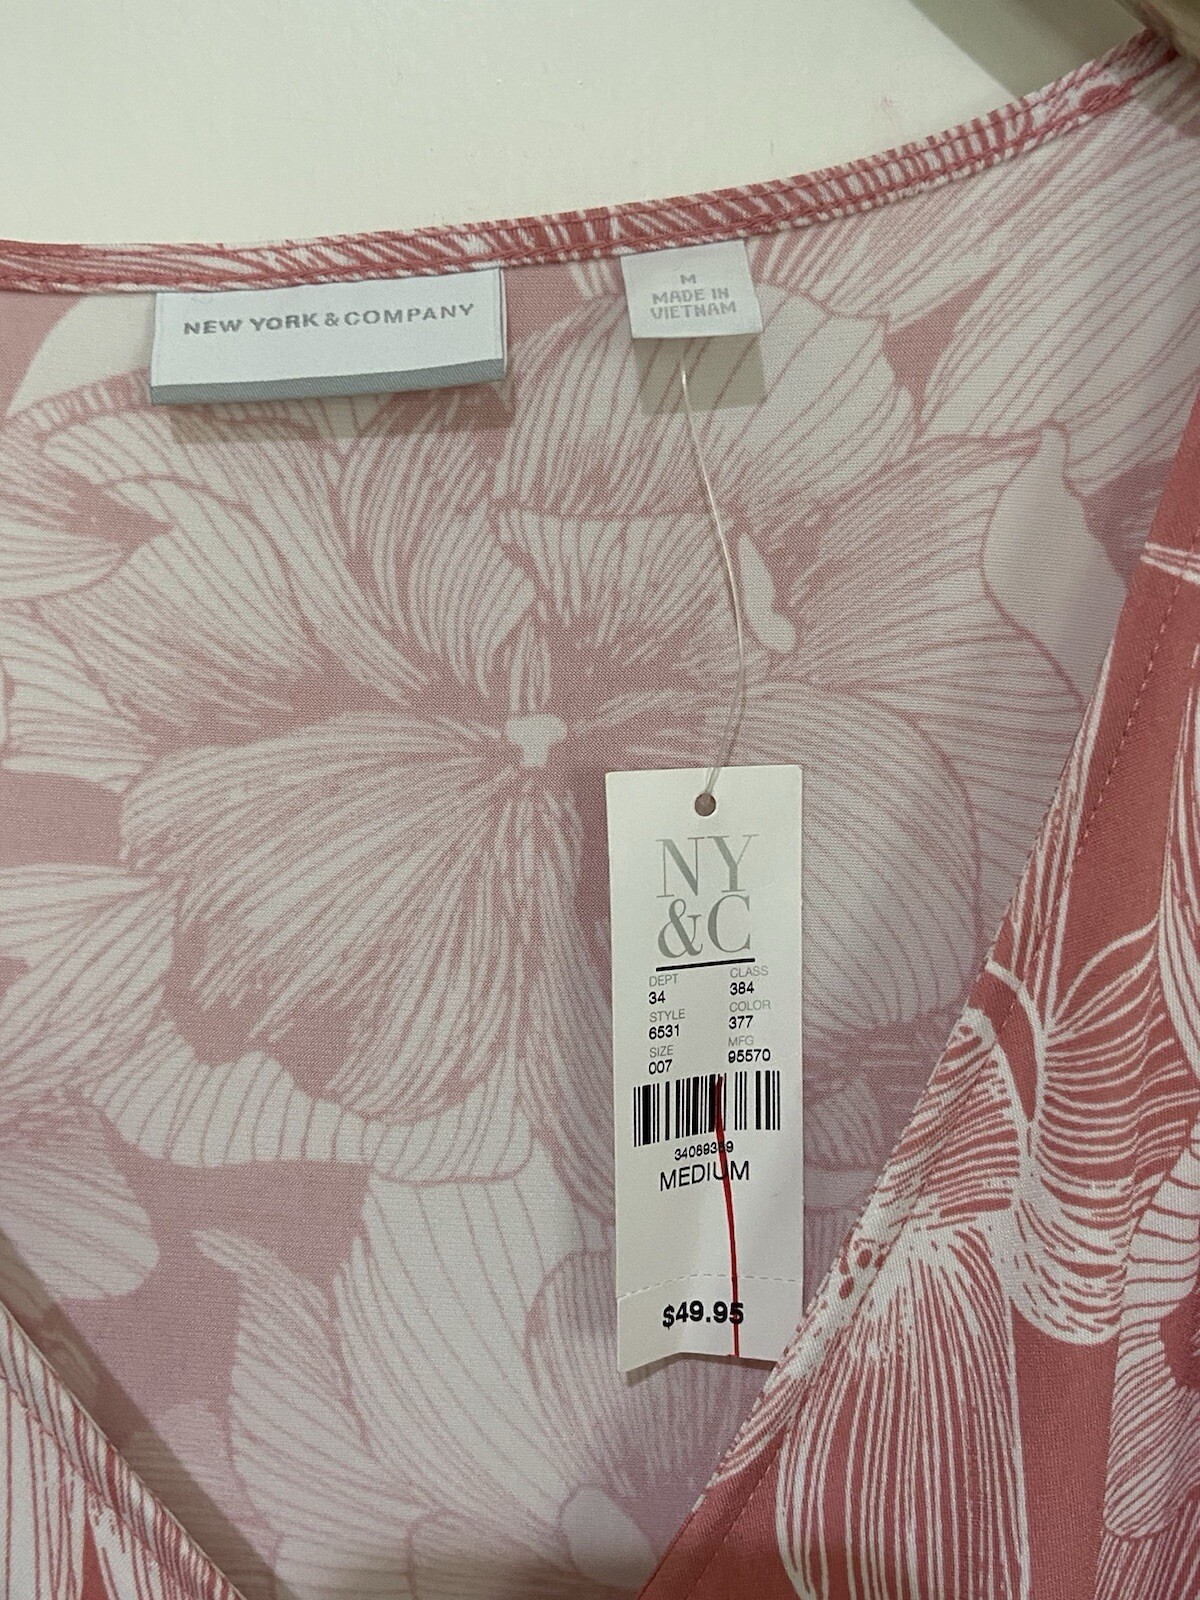 NEW YORK & COMPANY
M
MADE IN
VIETNAM
NY
&C
DEPT CLASS
34 384
STYLE COLOR
6531 377
SIZE MFG
007 95570
MEDIUM
$49.95